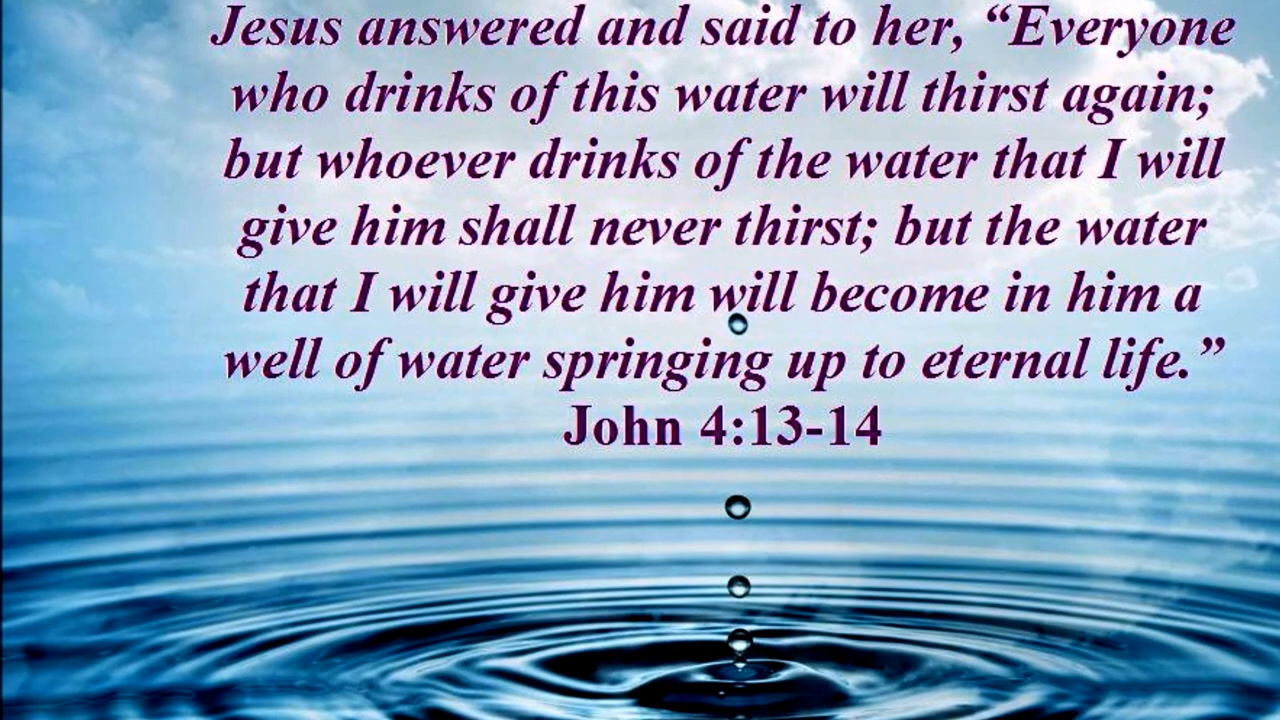 Jesus answered and said to her, “Everyone
who drinks of this water will thirst again;
but whoever drinks of the water that I will
give him shall never thirst; but the water
that I will give him will become in him a
well of water springing up to eternal life.”
John 4:13-14